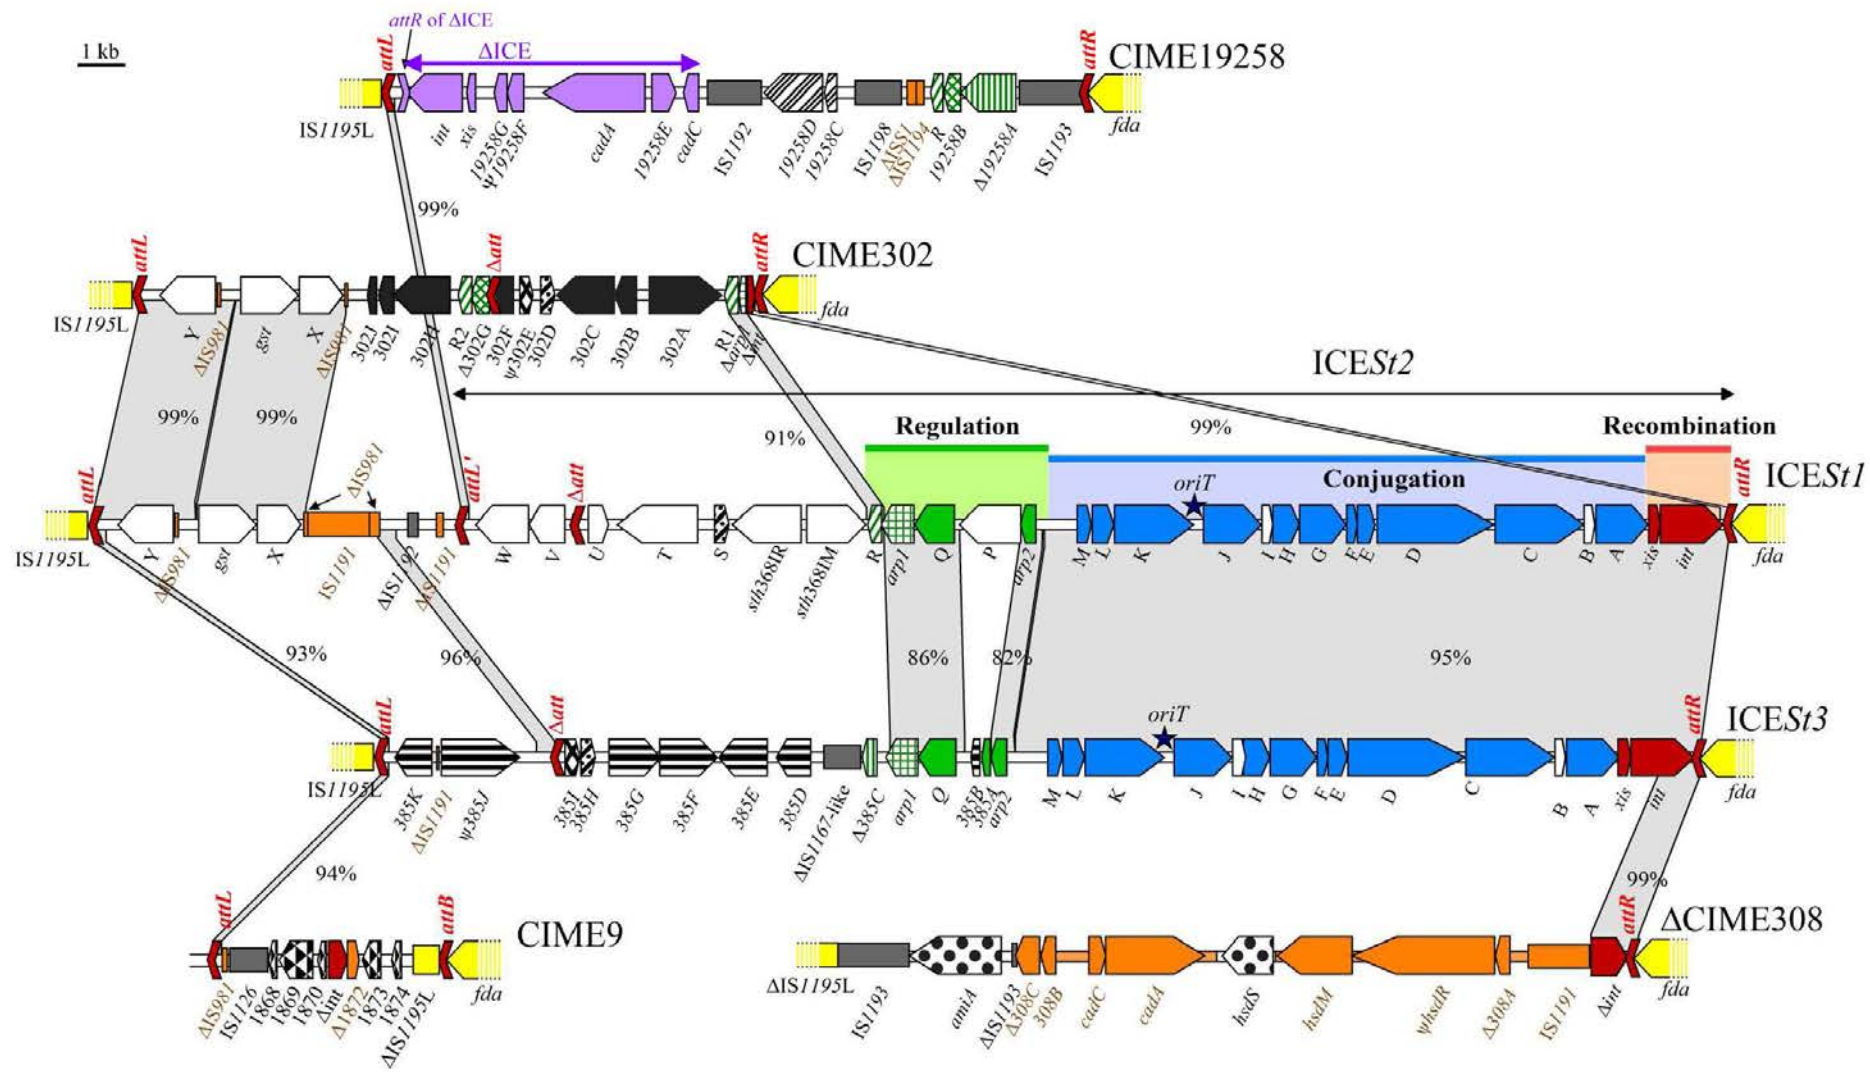 1 kb
attR of ΔICE
ΔICE
attL
attR
CIME19258
IS1195L
int
xis
19258G
Ψ19258F
cadA
19258E
cadC
IS1192
19258D
19258C
IS1198
ΔISS1
ΔIS1194
R
19258B
Δ19258A
IS1193
fda
99%
attL
Δatt
attR
CIME302
IS1195L
Y
ΔIS981
gst
X
ΔIS981
302J
302I
302H
R2
Δ302G
302F
ψ302E
302D
302C
302B
302A
R1
Δarp1
Δint
fda
ICESt2
99%
99%
91%
99%
Regulation
Conjugation
Recombination
attL
ΔIS981
attL'
Δatt
oriT
attR
ICESt1
IS1195L
Y
ΔIS981
gst
X
IS1191
ΔIS1192
ΔIS1191
W
V
U
T
S
sth368IR
sth368IM
R
arp1
Q
P
arp2
M
L
K
J
I
H
G
F
E
D
C
B
A
xis
int
fda
93%
96%
86%
82%
95%
attL
Δatt
oriT
attR
ICESt3
IS1195L
385K
ΔIS1191
ψ385J
385I
385H
385G
385F
385E
385D
ΔIS1167-like
Δ385C
arp1
Q
385B
385A
arp2
M
L
K
J
I
H
G
F
E
D
C
B
A
xis
int
fda
94%
99%
attL
attB
CIME9
ΔIS981
IS1126
1868
1869
1870
Δint
Δ1872
1873
1874
ΔIS1195L
fda
attR
ΔCIME308
ΔIS1195L
IS1193
amiA
ΔIS1193
Δ308C
308B
cadC
cadA
hsdS
hsdM
ψhsdR
Δ308A
IS1191
Δint
fda